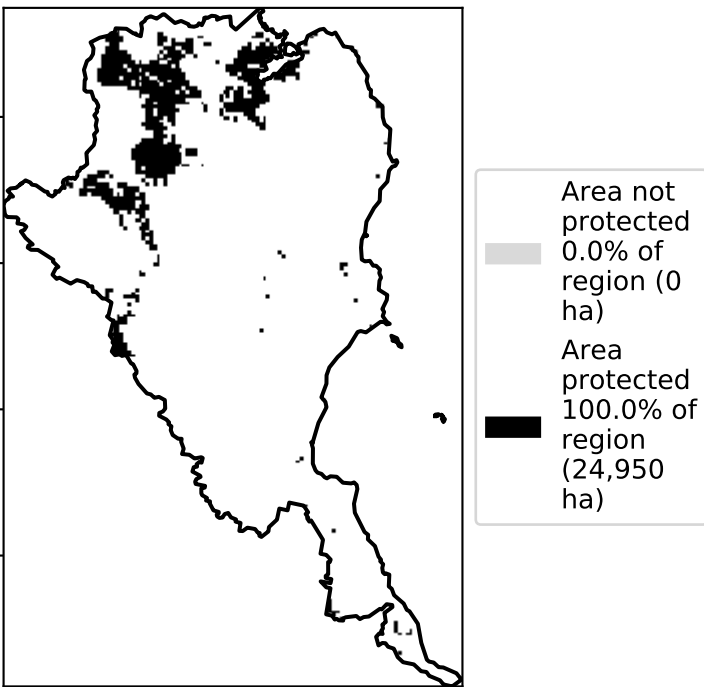 Area not
protected
0.0% of
region (0
ha)
Area
protected
100.0% of
region
(24,950
ha)